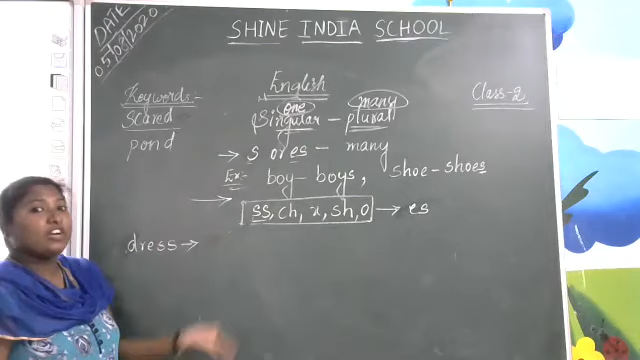 DATE
05/03/2020
SHINE INDIA SCHOOL
English
Class-2
Keywords:-
Scared
pond
one many
Singular - plural
→ s or es - many
Ex:- boy - boys, shoe - shoes
→ ss, ch, x, sh, o → es
dress →